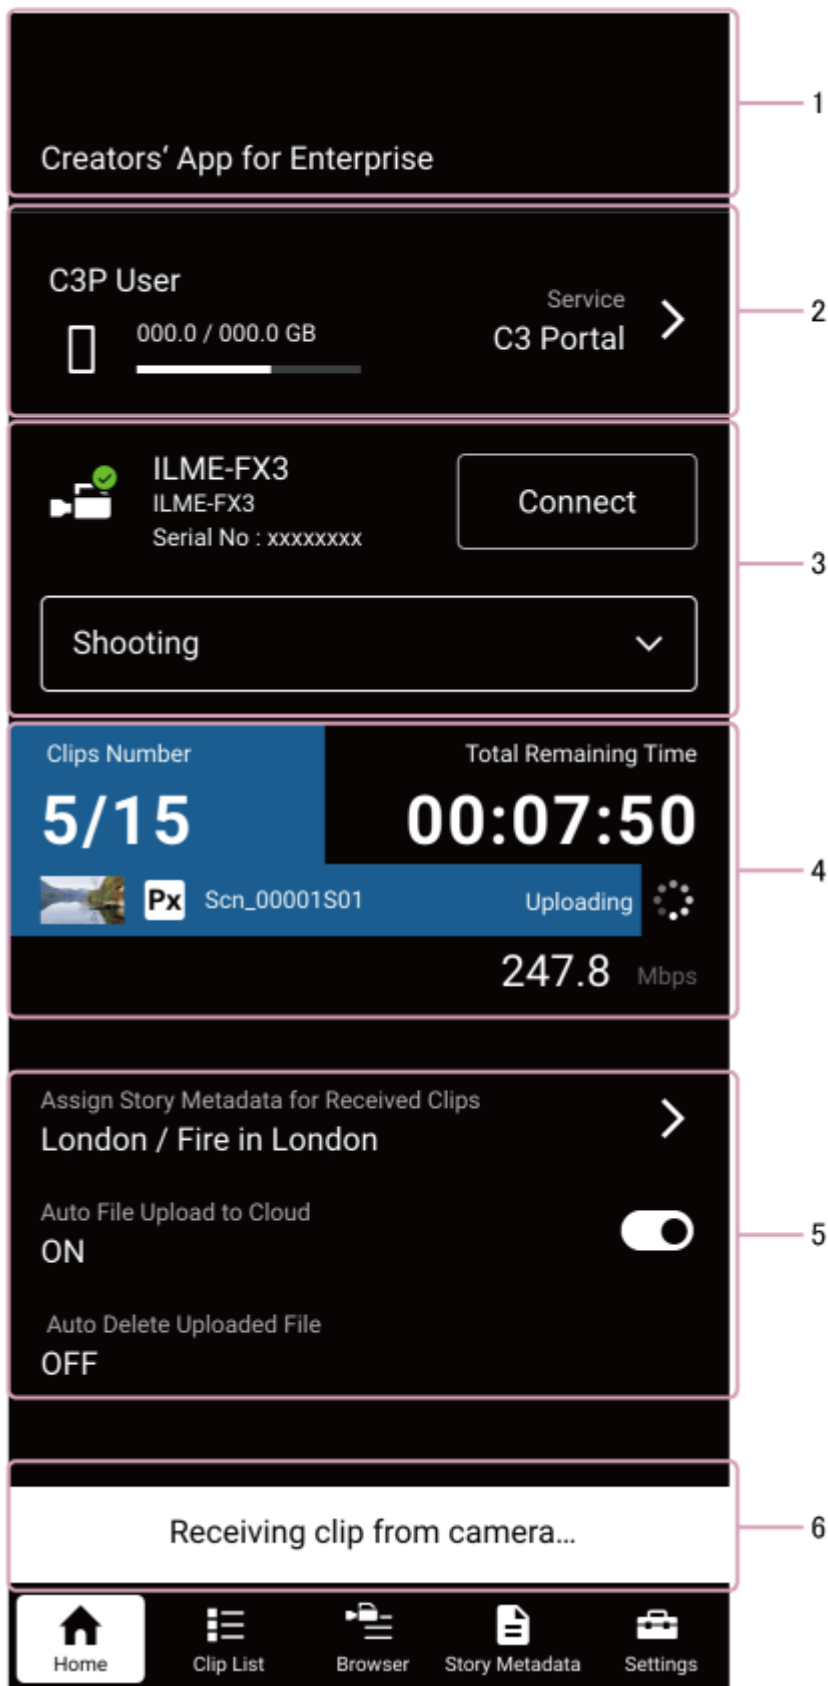 1
Creators‘ App for Enterprise
C3P User
000.0 / 000.0 GB
Service
C3 Portal
2
ILME-FX3
ILME-FX3
Serial No : xxxxxxxx
Connect
3
Shooting
Clips Number
Total Remaining Time
5/15
00:07:50
4
Px
Scn_00001S01
Uploading
247.8 Mbps
Assign Story Metadata for Received Clips
London / Fire in London
Auto File Upload to Cloud
ON
5
Auto Delete Uploaded File
OFF
Receiving clip from camera...
6
Home
Clip List
Browser
Story Metadata
Settings